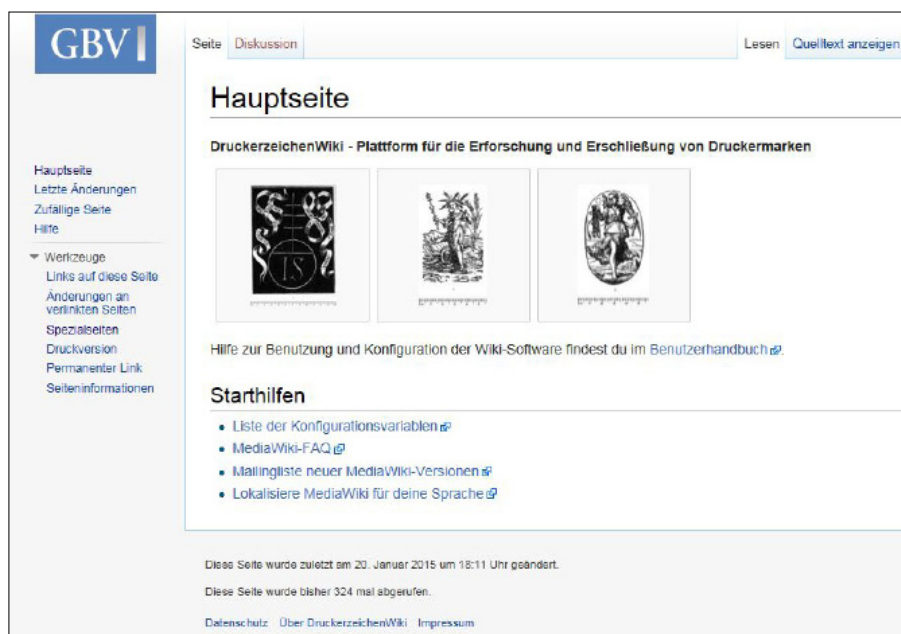 GBV
Seite Diskussion
Lesen Quelltext anzeigen
Hauptseite
DruckerzeichenWiki - Plattform für die Erforschung und Erschließung von Druckermarken
Hauptseite
Letzte Änderungen
Zufällige Seite
Hilfe
Werkzeuge
Links auf diese Seite
Änderungen an
verlinkten Seiten
Spezialseiten
Druckversion
Permanenter Link
Seiteninformationen
IS
Hilfe zur Benutzung und Konfiguration der Wiki-Software findest du im Benutzerhandbuch.
Starthilfen
Liste der Konfigurationsvariablen
MediaWiki-FAQ
Mailingliste neuer MediaWiki-Versionen
Lokalisiere MediaWiki für deine Sprache
Diese Seite wurde zuletzt am 20. Januar 2015 um 18:11 Uhr geändert.
Diese Seite wurde bisher 324 mal abgerufen.
Datenschutz Über DruckerzeichenWiki Impressum